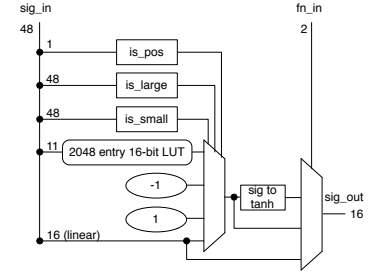 sig_in
fn_in
48
2
1
is_pos
48
is_large
48
is_small
11
2048 entry 16-bit LUT
-1
sig to
tanh
sig_out
1
16
16 (linear)